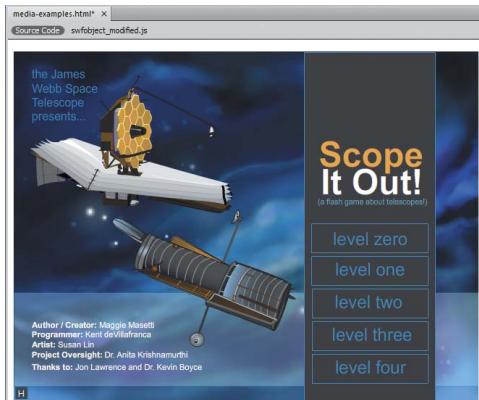 media-examples.html* ×
Source Code swfobject_modified.js
the James
Webb Space
Telescope
presents...
Scope
It Out!
(a flash game about telescopes!)
level zero
level one
level two
level three
level four
Author / Creator: Maggie Masetti
Programmer: Kent deVillafranca
Artist: Susan Lin
Project Oversight: Dr. Anita Krishnamurthi
Thanks to: Jon Lawrence and Dr. Kevin Boyce
H